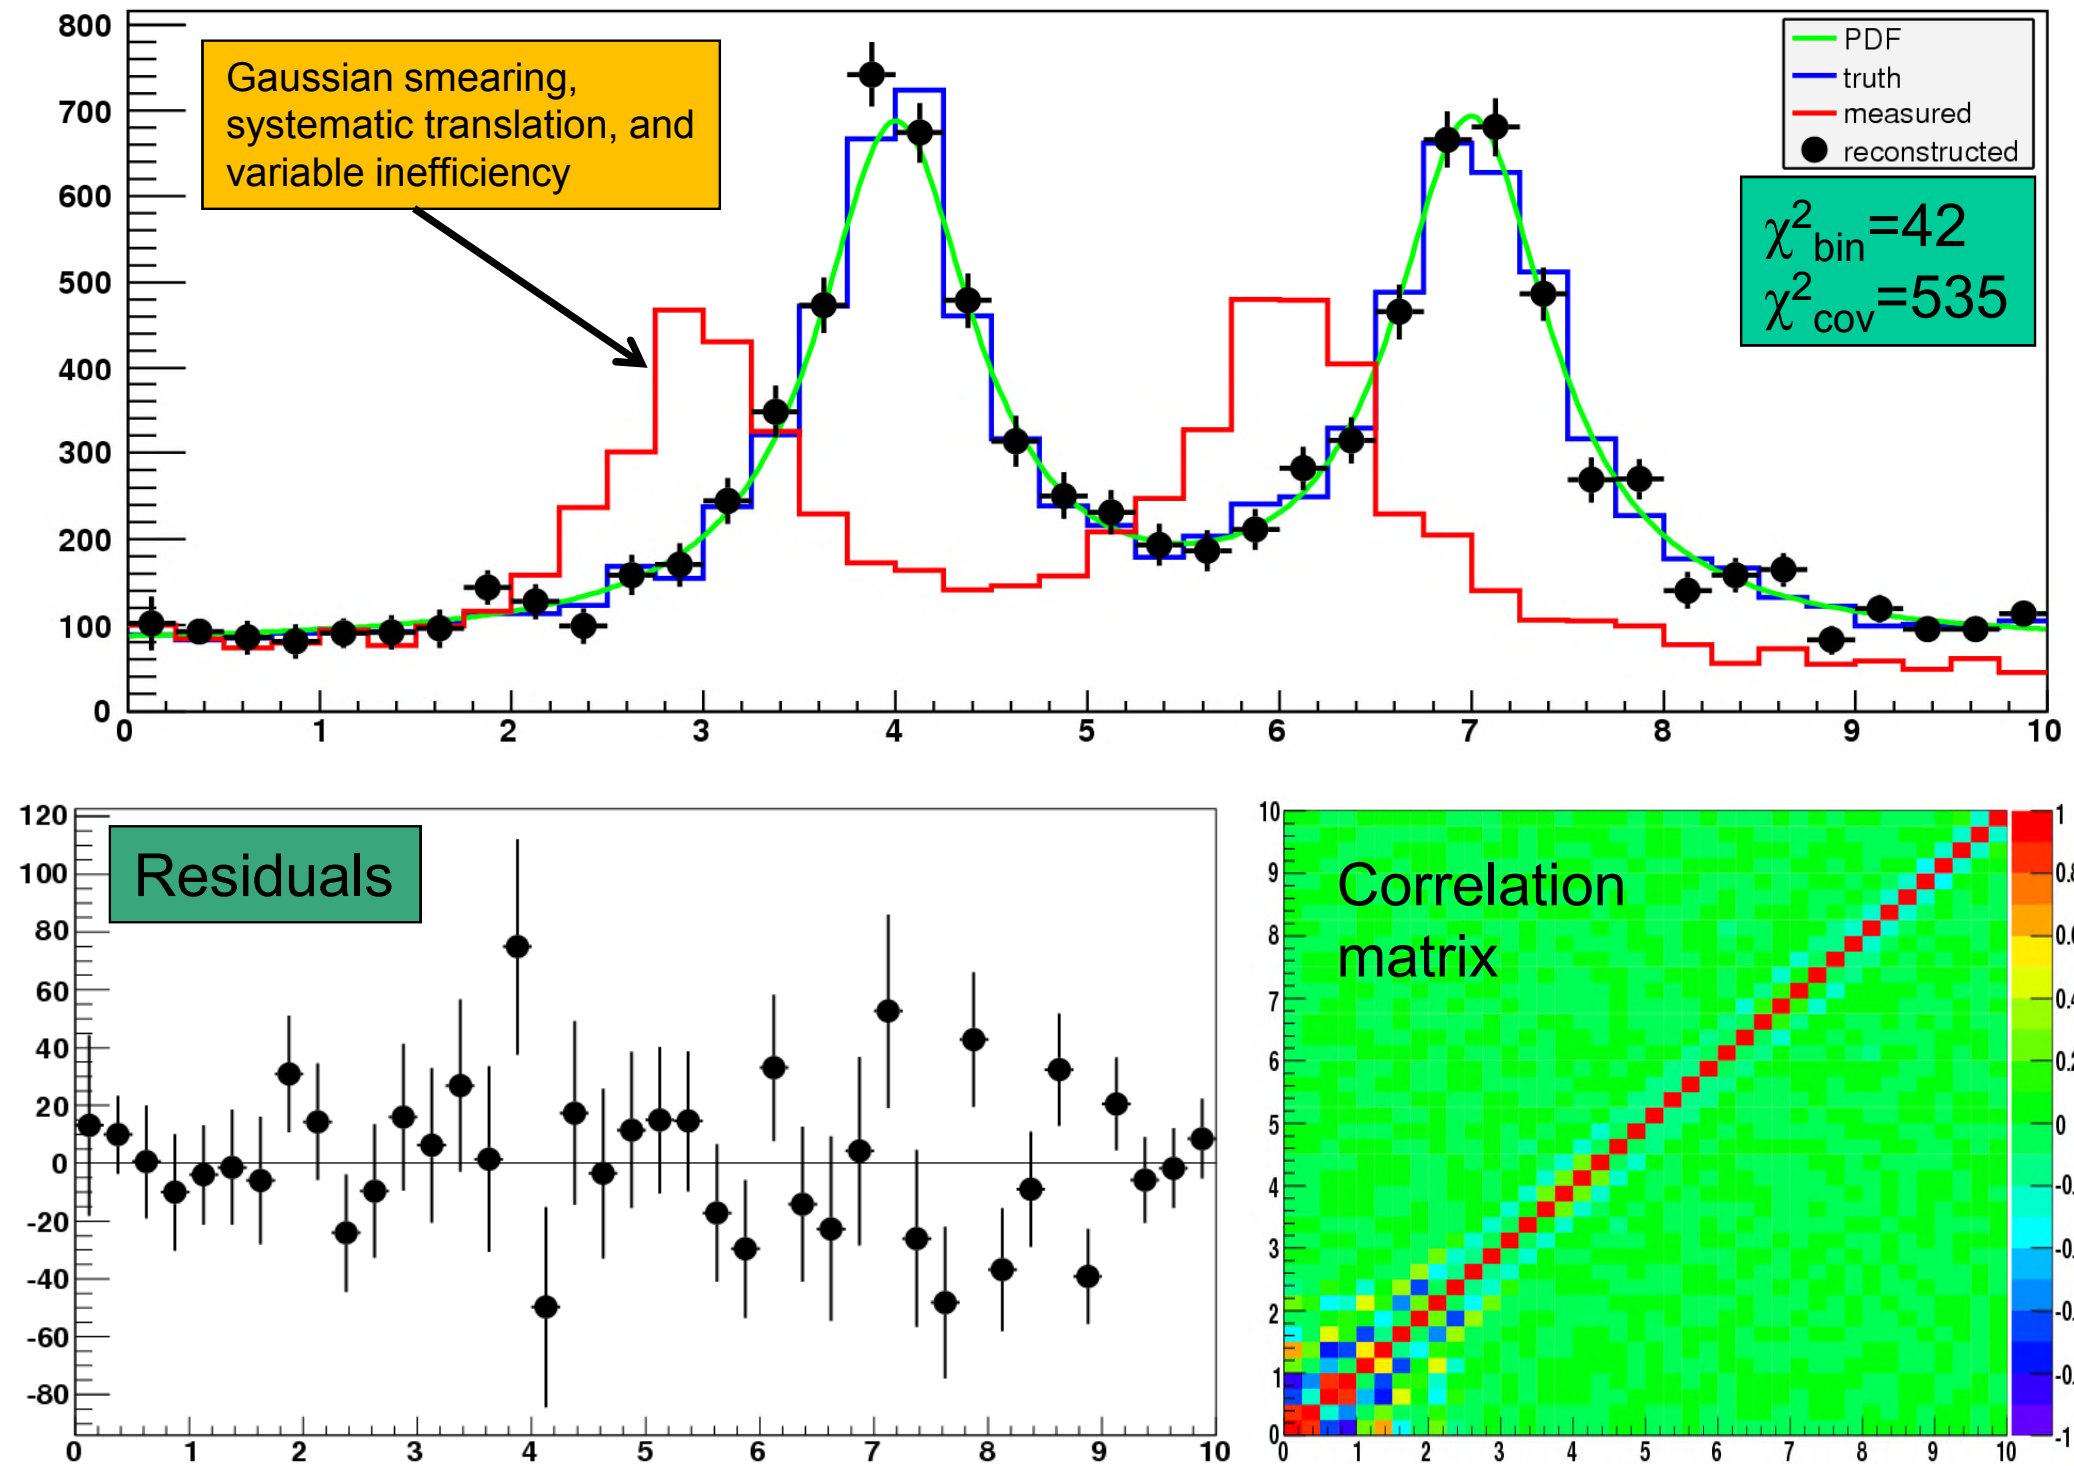 800
700
600
500
400
300
200
100
0
Gaussian smearing,
systematic translation, and
variable inefficiency
PDF
truth
measured
reconstructed
χ²bin=42
χ²cov=535
0 1 2 3 4 5 6 7 8 9 10
120
100
80
60
40
20
0
-20
-40
-60
-80
Residuals
0 1 2 3 4 5 6 7 8 9 10
10
9
8
7
6
5
4
3
2
1
0
Correlation
matrix
0 1 2 3 4 5 6 7 8 9 10
1
0.8
0.4
0
-1